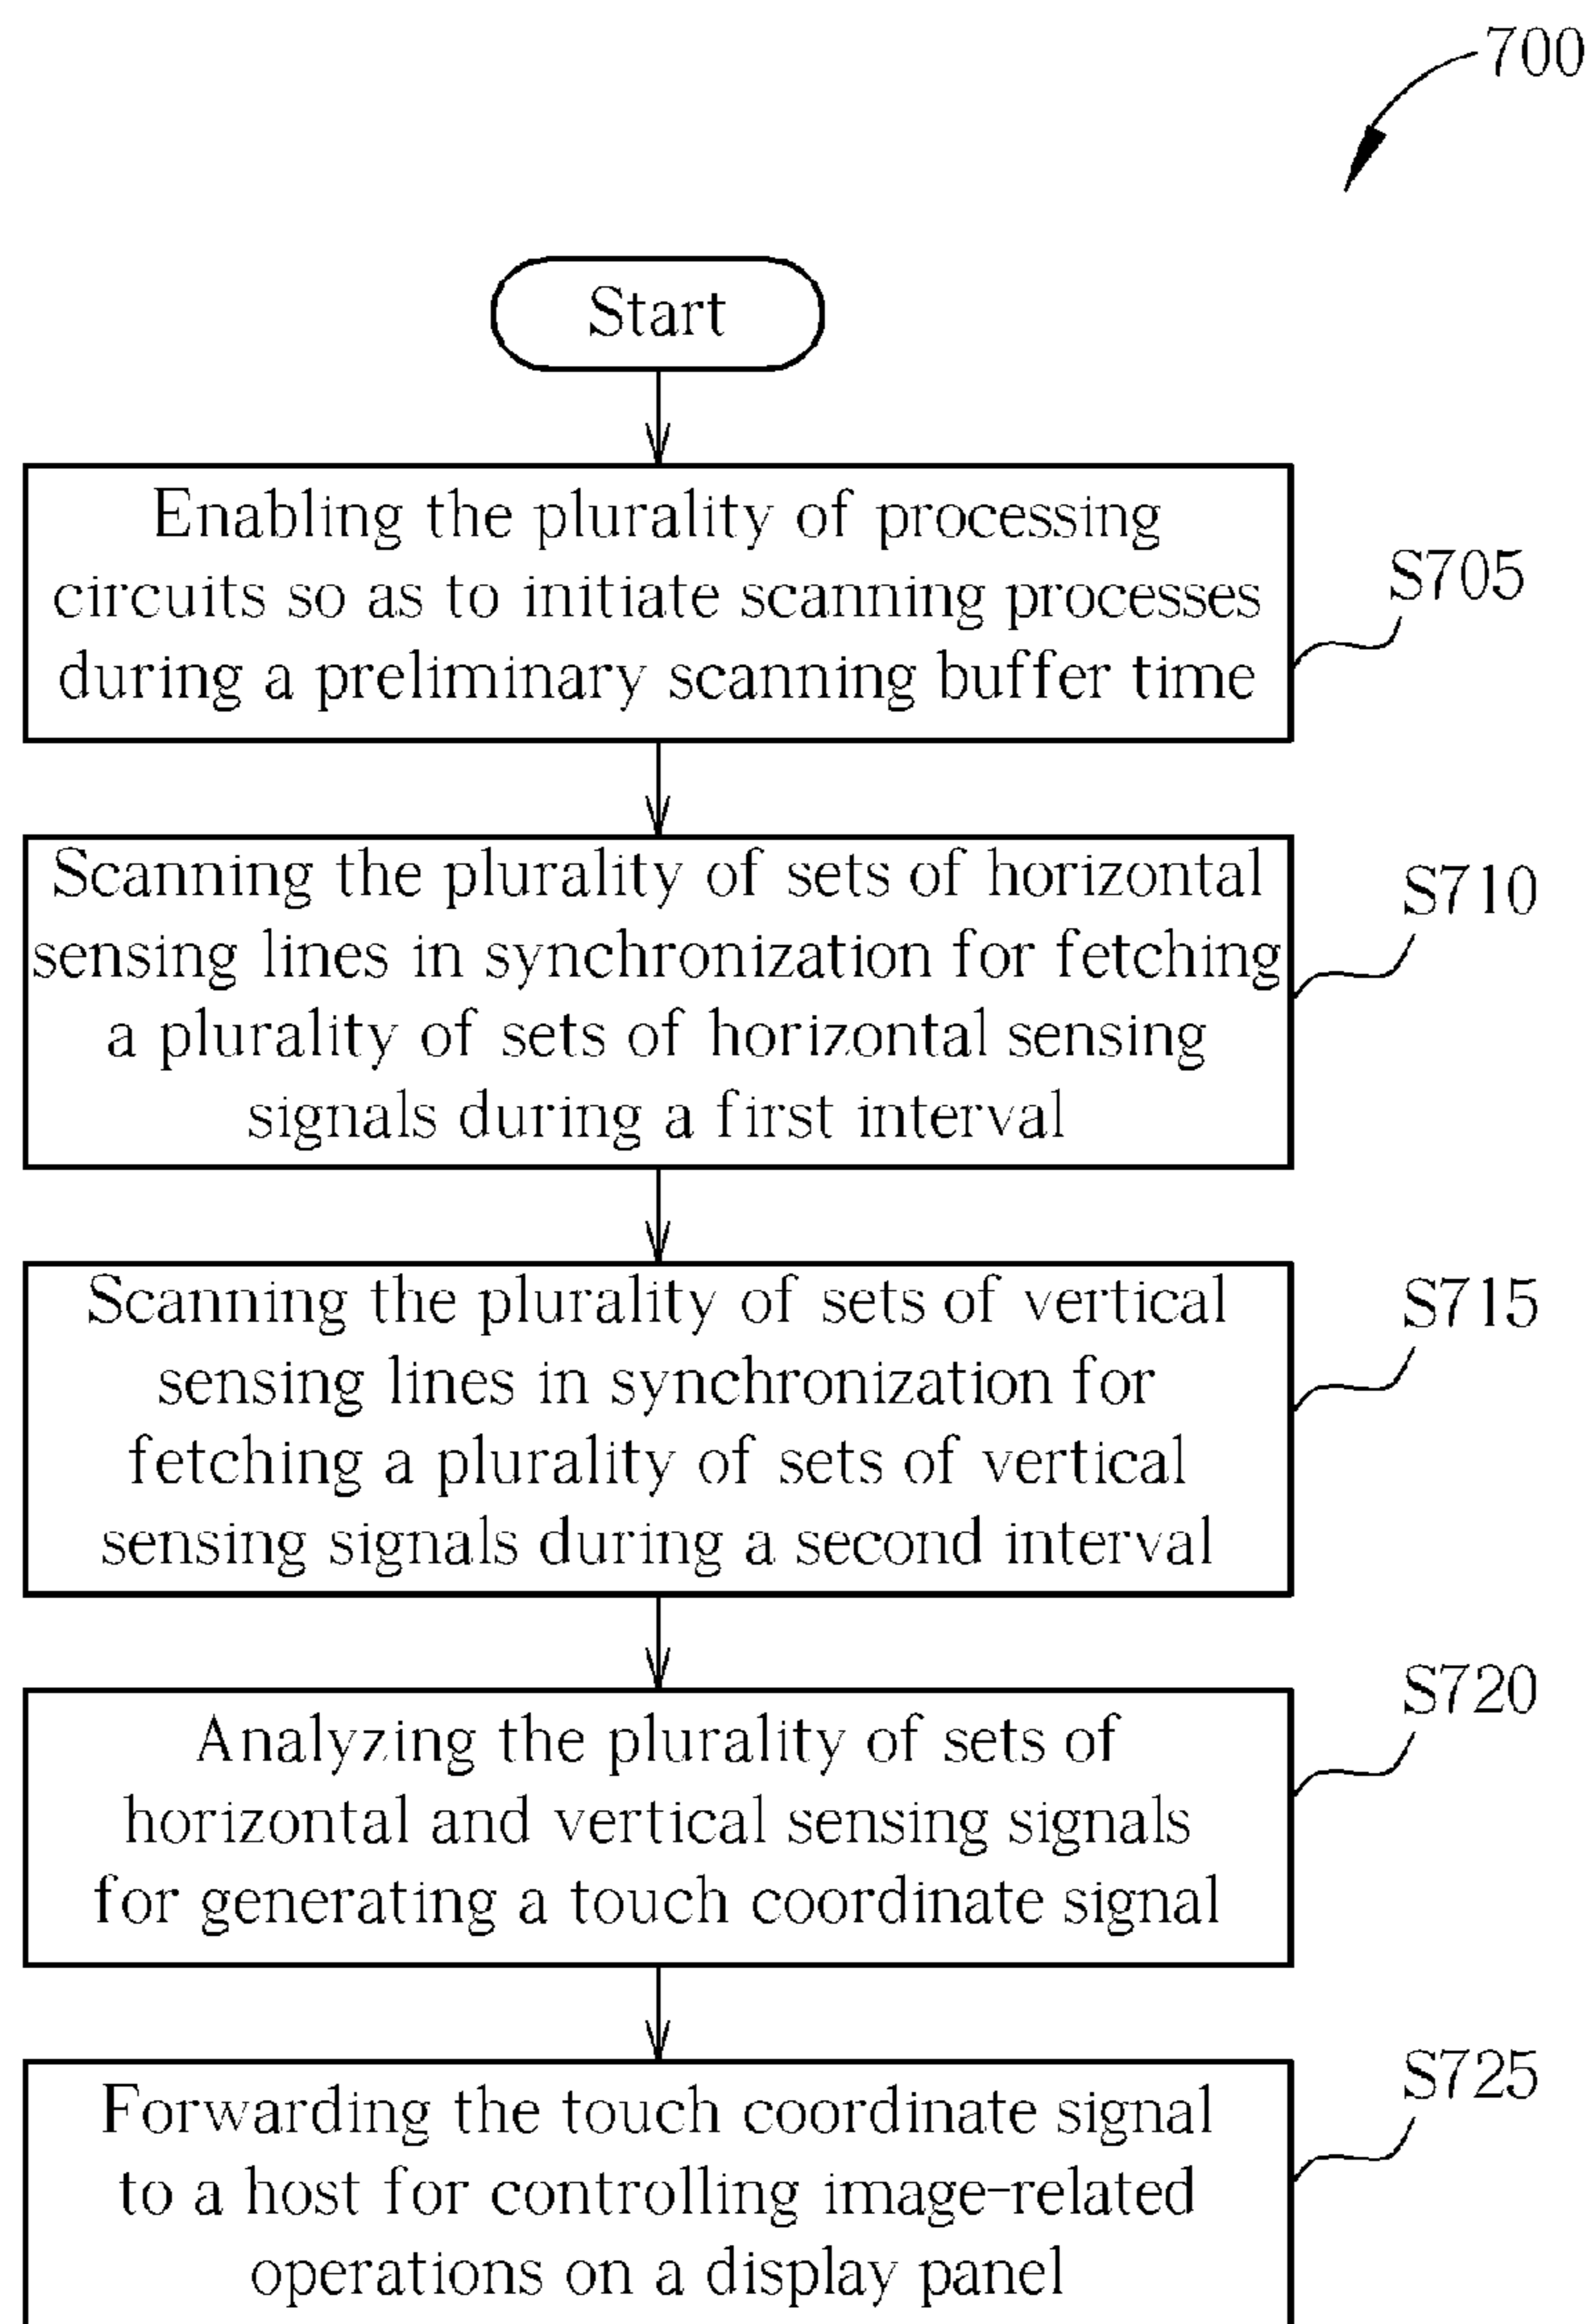 700
Start
Enabling the plurality of processing
circuits so as to initiate scanning processes
during a preliminary scanning buffer time
S705
Scanning the plurality of sets of horizontal
sensing lines in synchronization for fetching
a plurality of sets of horizontal sensing
signals during a first interval
S710
Scanning the plurality of sets of vertical
sensing lines in synchronization for
fetching a plurality of sets of vertical
sensing signals during a second interval
S715
Analyzing the plurality of sets of
horizontal and vertical sensing signals
for generating a touch coordinate signal
S720
Forwarding the touch coordinate signal
to a host for controlling image-related
operations on a display panel
S725